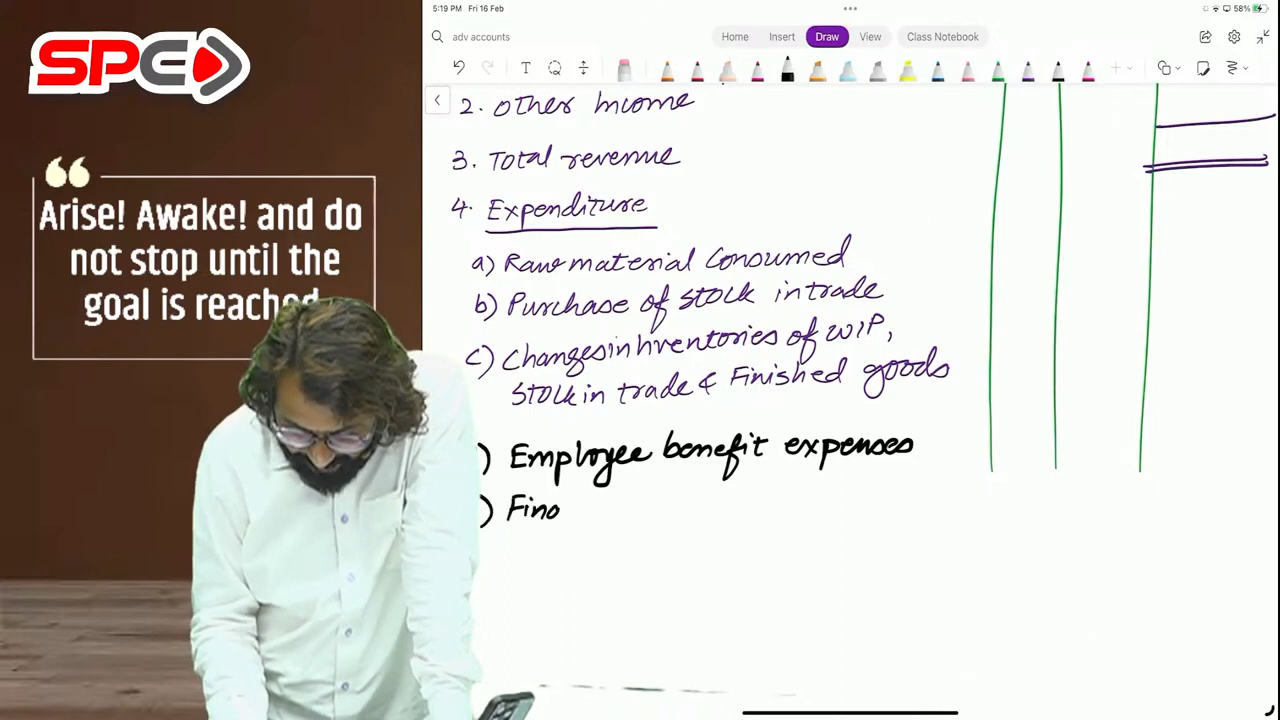 SPED
Arise! Awake! and do
not stop until the
goal is reached
5:19 PM Fri 16 Feb
58%
adv accounts
Home Insert Draw View Class Notebook
2. Other Income
3. Total revenue
4. Expenditure
a) Raw material Consumed
b) Purchase of stock in trade
c) Changes in Inventories of WIP,
Stock in trade & Finished goods
) Employee benefit expenses
) Fina